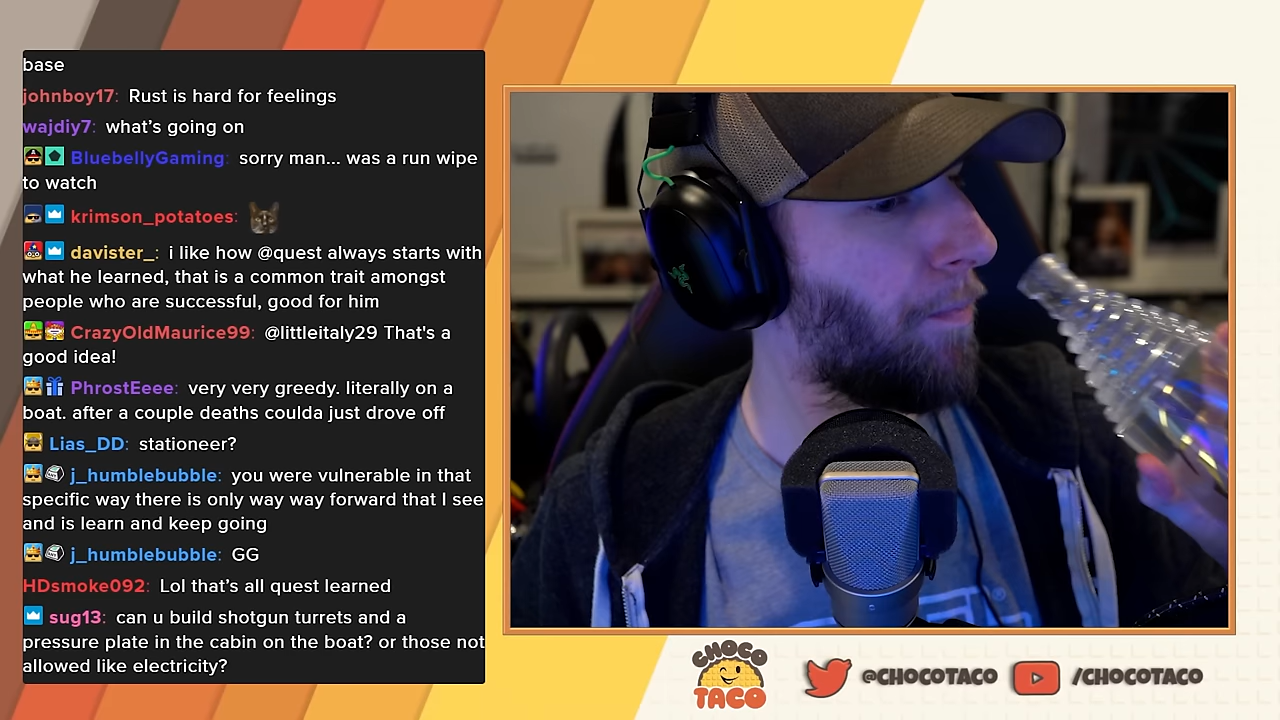 base
johnboy17: Rust is hard for feelings
wajdiy7: what's going on
BluebellyGaming: sorry man... was a run wipe
to watch
krimson_potatoes:
davister_: i like how @quest always starts with
what he learned, that is a common trait amongst
people who are successful, good for him
CrazyOldMaurice99: @littleitaly29 That's a
good idea!
PhrostEeee: very very greedy. literally on a
boat. after a couple deaths coulda just drove off
Lias_DD: stationeer?
j_humblebubble: you were vulnerable in that
specific way there is only way way forward that I see
and is learn and keep going
j_humblebubble: GG
HDsmoke092: Lol that's all quest learned
sug13: can u build shotgun turrets and a
pressure plate in the cabin on the boat? or those not
allowed like electricity?
CHOCO
TACO
@CHOCOTACO
/CHOCOTACO